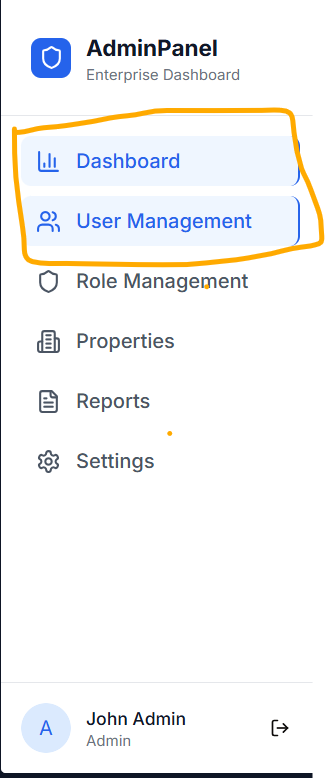 AdminPanel
Enterprise Dashboard
Dashboard
User Management
Role Management
Properties
Reports
Settings
A
John Admin
Admin